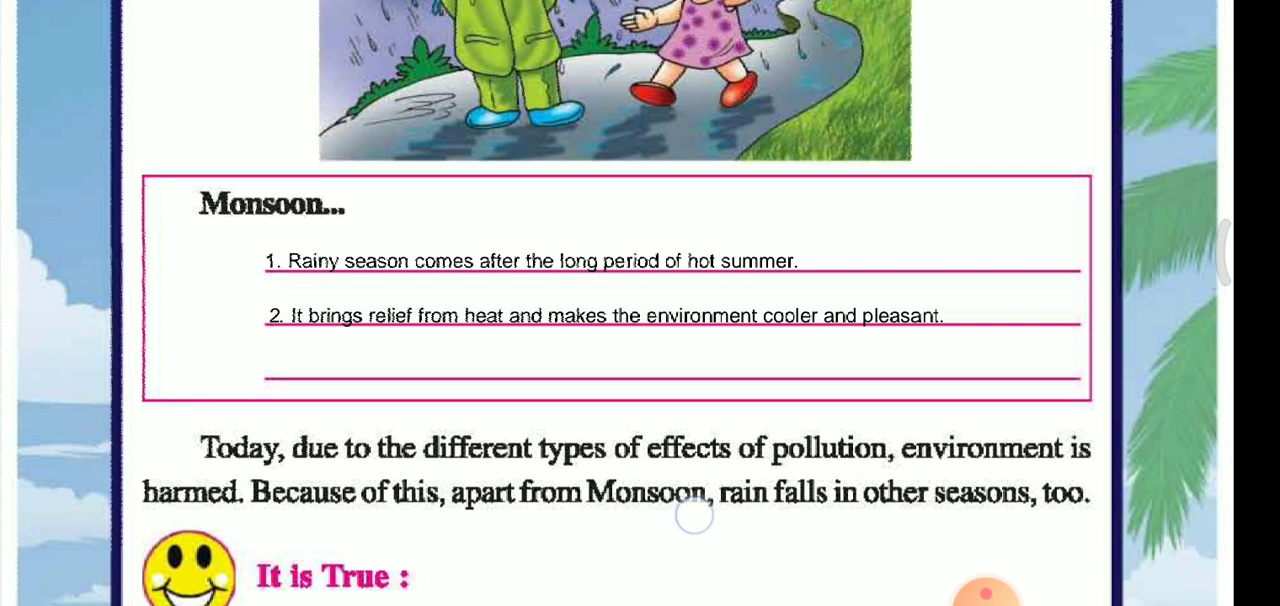 Monsoon...
1. Rainy season comes after the long period of hot summer.
2. It brings relief from heat and makes the environment cooler and pleasant.
Today, due to the different types of effects of pollution, environment is
harmed. Because of this, apart from Monsoon, rain falls in other seasons, too.
It is True :